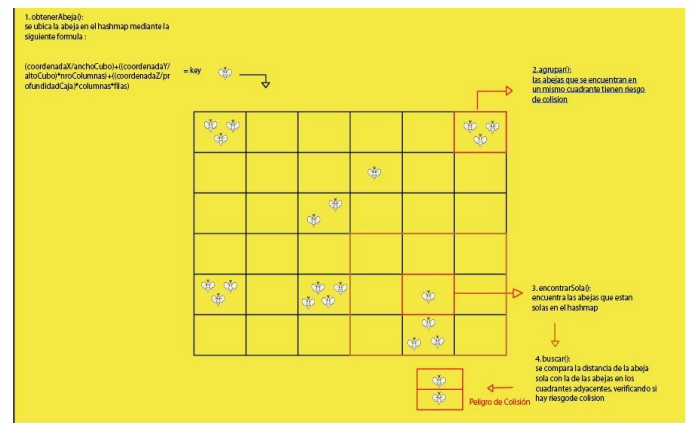 1. obtenerAbeja():
se ubica la abeja en el hashmap mediante la
siguiente formula :
(coordenadaX/anchoCubo)+((coordenadaY/
altoCubo)*nroColumnas)+((coordenadaZ/pr
ofundidadCaja)*columnas*filas)
= key
2.agrupar():
las abejas que se encuentran en
un mismo cuadrante tienen riesgo
de colision
3. encontrarSola():
encuentra las abejas que estan
solas en el hashmap
4. buscar():
se compara la distancia de la abeja
sola con la de las abejas en los
cuadrantes adyacentes, verificando si
hay riesgode colision
Peligro de Colisión